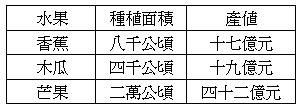 水果 種植面積 產值
香蕉 八千公頃 十七億元
木瓜 四千公頃 十九億元
芒果 二萬公頃 四十二億元